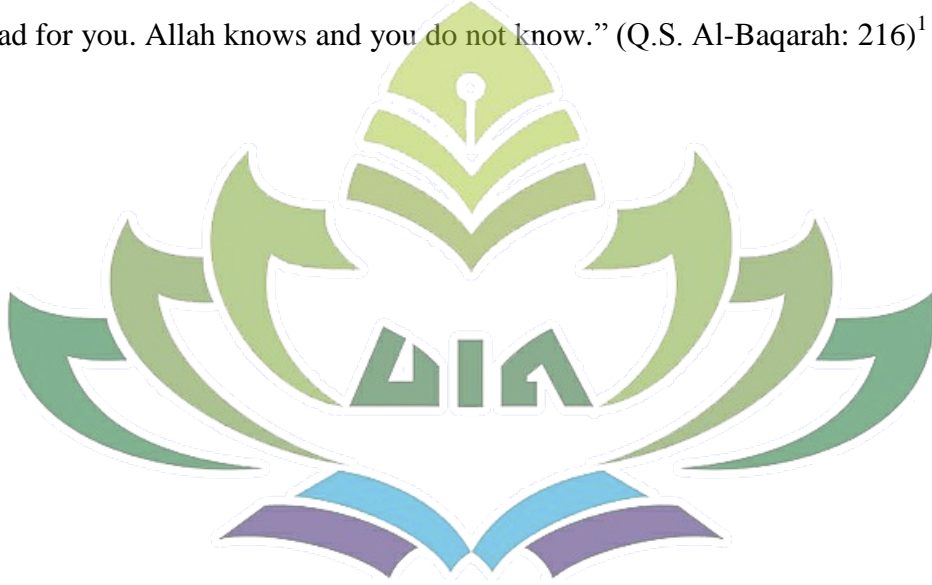 ad for you. Allah knows and you do not know.” (Q.S. Al-Baqarah: 216)¹
UIN